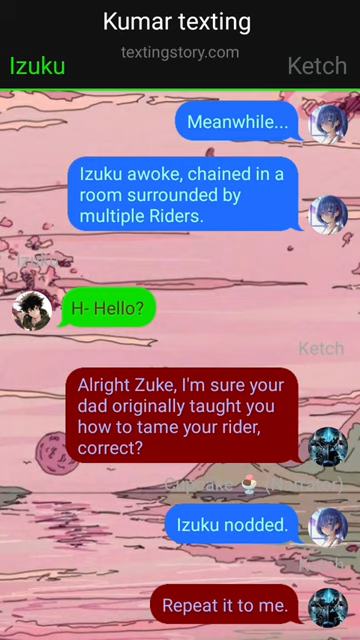 Kumar texting
textingstory.com
Izuku
Ketch
Meanwhile...
Izuku awoke, chained in a
room surrounded by
multiple Riders.
H- Hello?
Ketch
Alright Zuke, I'm sure your
dad originally taught you
how to tame your rider,
correct?
Izuku nodded.
Repeat it to me.